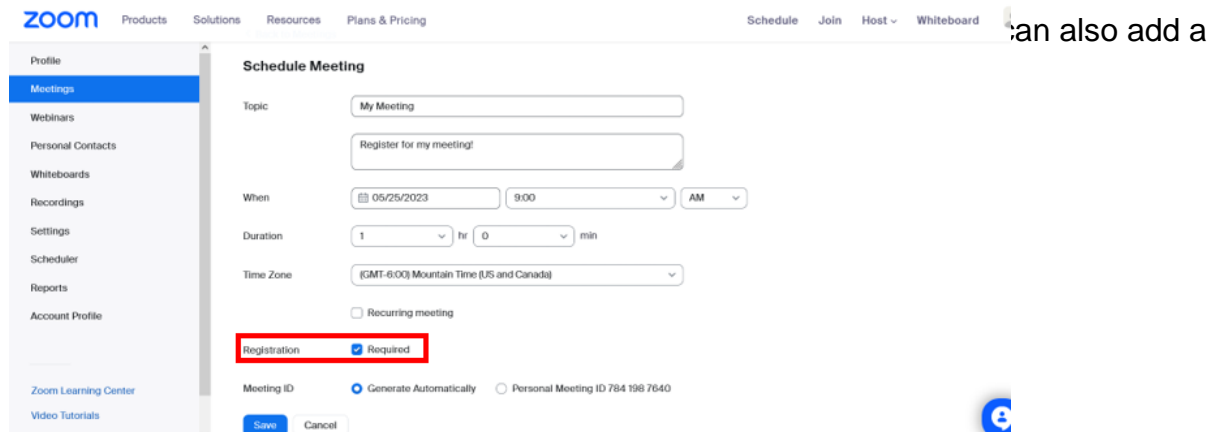 zoom Products Solutions Resources Plans & Pricing Schedule Join Host Whiteboard
can also add a
Profile
Meetings
Webinars
Personal Contacts
Whiteboards
Recordings
Settings
Scheduler
Reports
Account Profile
Zoom Learning Center
Video Tutorials
Schedule Meeting
Topic My Meeting
Register for my meeting!
When 05/25/2023 9:00 AM
Duration 1 hr 0 min
Time Zone (GMT-6:00) Mountain Time (US and Canada)
Recurring meeting
Registration Required
Meeting ID Generate Automatically Personal Meeting ID 784 198 7640
Save Cancel